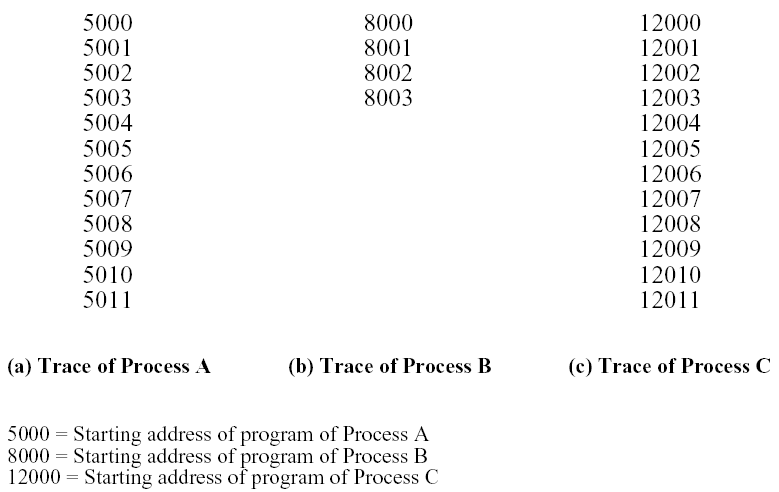 5000 8000 12000
5001 8001 12001
5002 8002 12002
5003 8003 12003
5004 12004
5005 12005
5006 12006
5007 12007
5008 12008
5009 12009
5010 12010
5011 12011
(a) Trace of Process A (b) Trace of Process B (c) Trace of Process C
5000 = Starting address of program of Process A
8000 = Starting address of program of Process B
12000 = Starting address of program of Process C